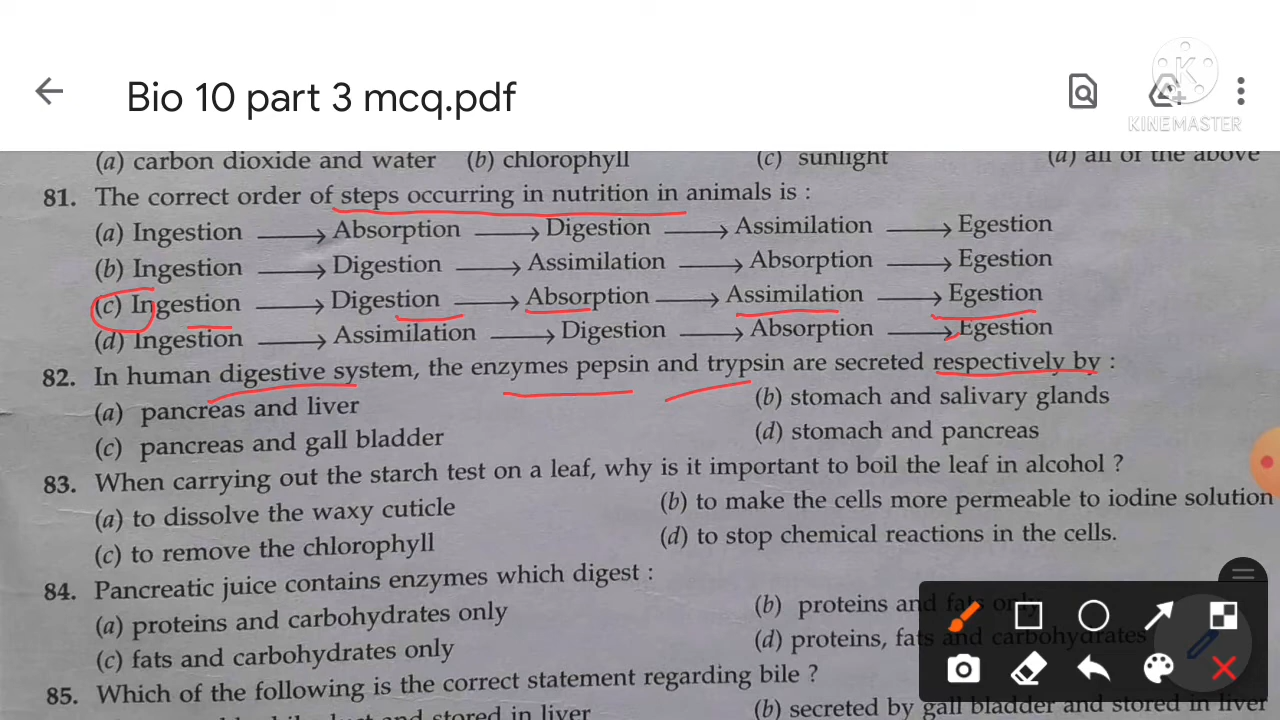 Bio 10 part 3 mcq.pdf
KINEMASTER
(a) carbon dioxide and water (b) chlorophyll (c) sunlight (d) all of the above
81. The correct order of steps occurring in nutrition in animals is :
(a) Ingestion → Absorption → Digestion → Assimilation → Egestion
(b) Ingestion → Digestion → Assimilation → Absorption → Egestion
(c) Ingestion → Digestion → Absorption → Assimilation → Egestion
(d) Ingestion → Assimilation → Digestion → Absorption → Egestion
82. In human digestive system, the enzymes pepsin and trypsin are secreted respectively by :
(a) pancreas and liver (b) stomach and salivary glands
(c) pancreas and gall bladder (d) stomach and pancreas
83. When carrying out the starch test on a leaf, why is it important to boil the leaf in alcohol ?
(a) to dissolve the waxy cuticle (b) to make the cells more permeable to iodine solution
(c) to remove the chlorophyll (d) to stop chemical reactions in the cells.
84. Pancreatic juice contains enzymes which digest :
(a) proteins and carbohydrates only (b) proteins and fats only
(c) fats and carbohydrates only (d) proteins, fats and carbohydrates
85. Which of the following is the correct statement regarding bile ?
and stored in liver (b) secreted by gall bladder and stored in liver